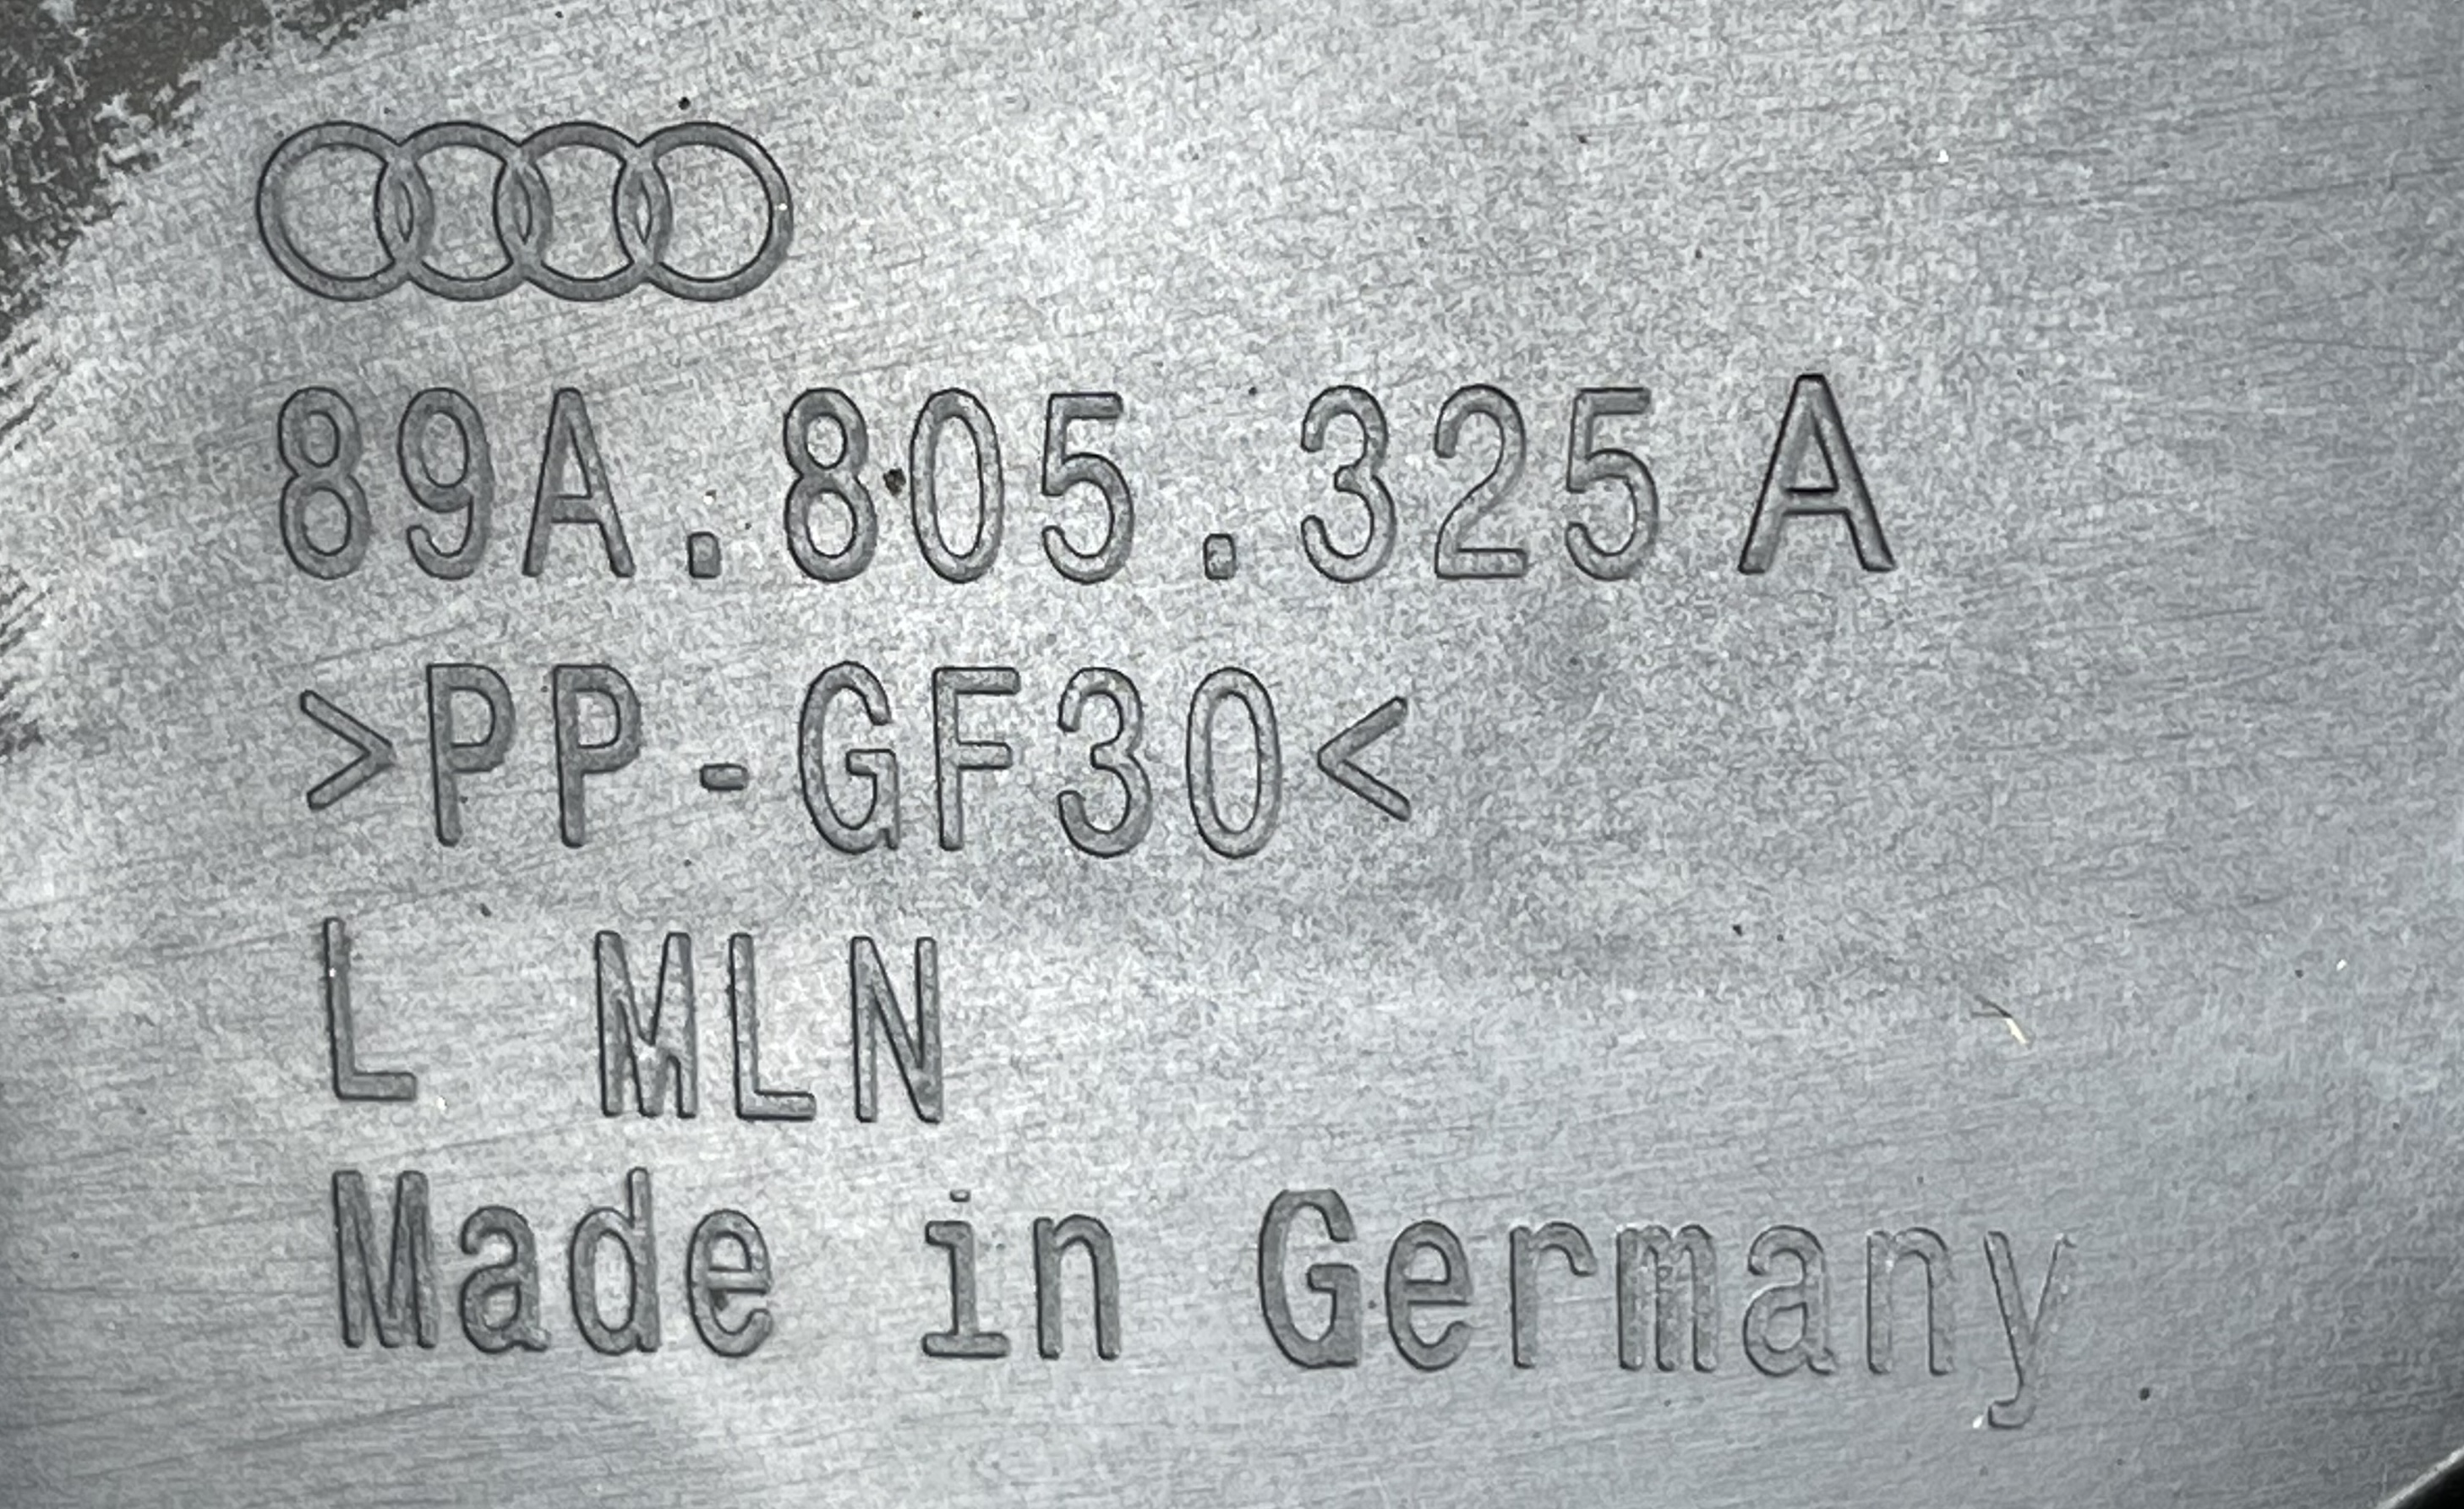 89A.805.325 A
>PP-GF30<
L MLN
Made in Germany